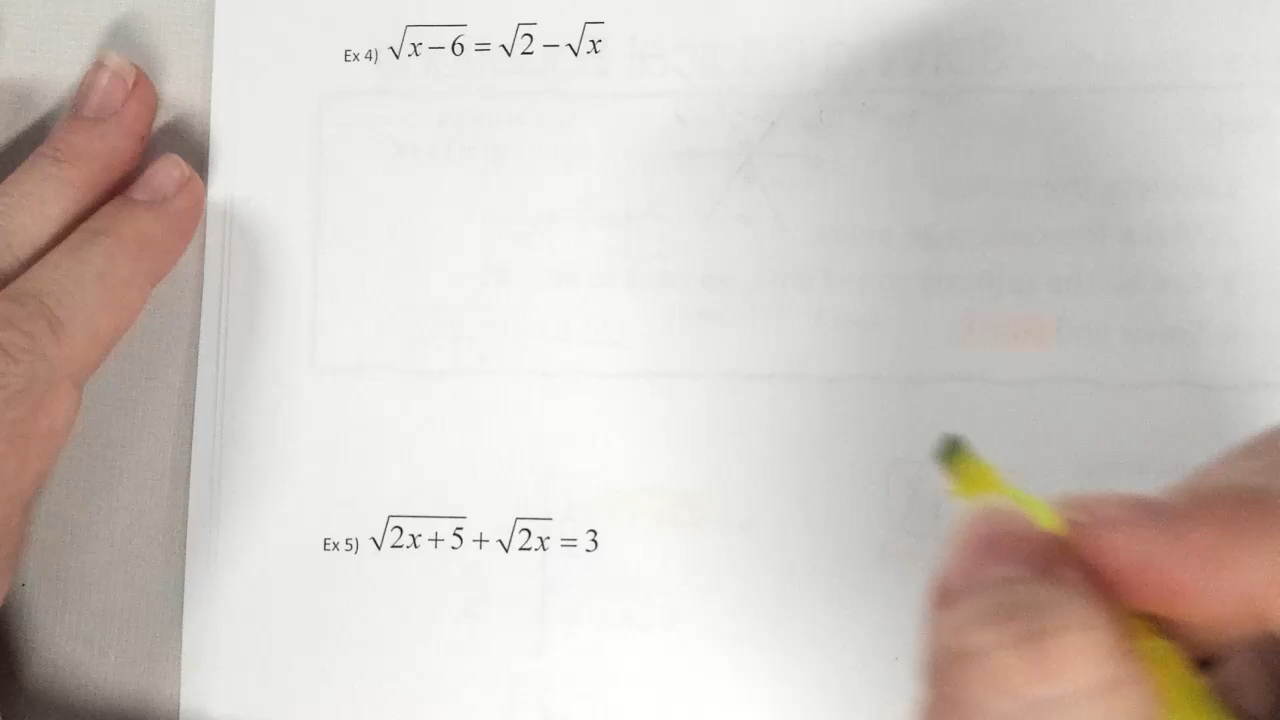 Ex 4) √(x−6) = √2 − √x
Ex 5) √(2x+5) + √(2x) = 3